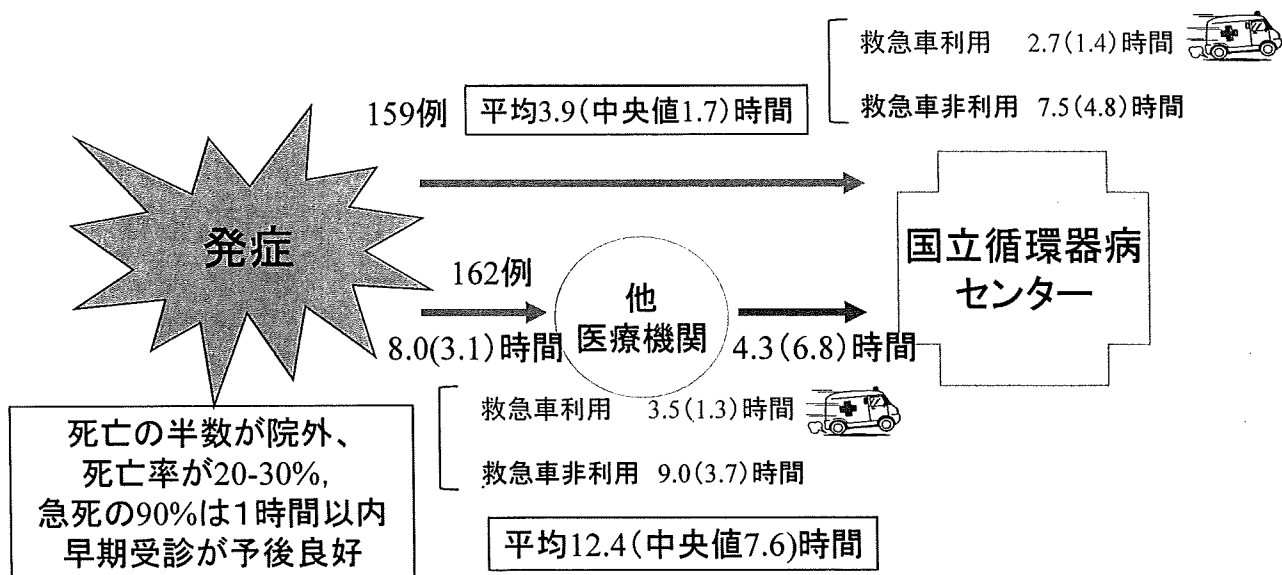 救急車利用 2.7(1.4)時間
159例 平均3.9(中央値1.7)時間
救急車非利用 7.5(4.8)時間
発症
国立循環器病
センター
162例
他
医療機関
8.0(3.1)時間
4.3(6.8)時間
救急車利用 3.5(1.3)時間
救急車非利用 9.0(3.7)時間
死亡の半数が院外、
死亡率が20-30%,
急死の90%は1時間以内
早期受診が予後良好
平均12.4(中央値7.6)時間